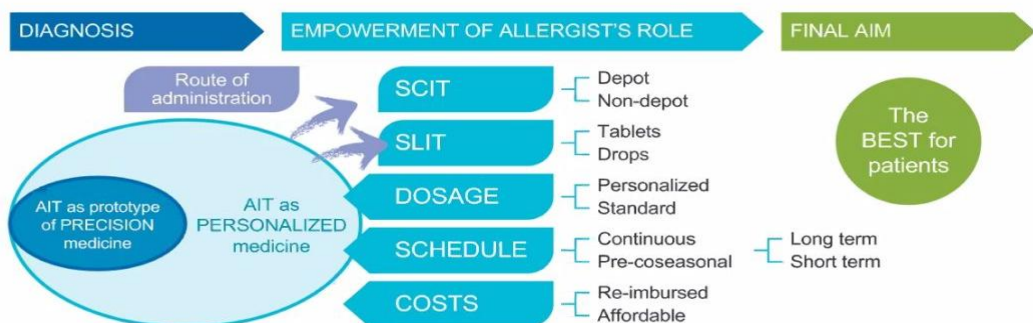 DIAGNOSIS
EMPOWERMENT OF ALLERGIST'S ROLE
FINAL AIM
Route of
administration
AIT as prototype
of PRECISION
medicine
AIT as
PERSONALIZED
medicine
SCIT
Depot
Non-depot
SLIT
Tablets
Drops
DOSAGE
Personalized
Standard
SCHEDULE
Continuous
Pre-coseasonal
Long term
Short term
COSTS
Re-imbursed
Affordable
The
BEST for
patients